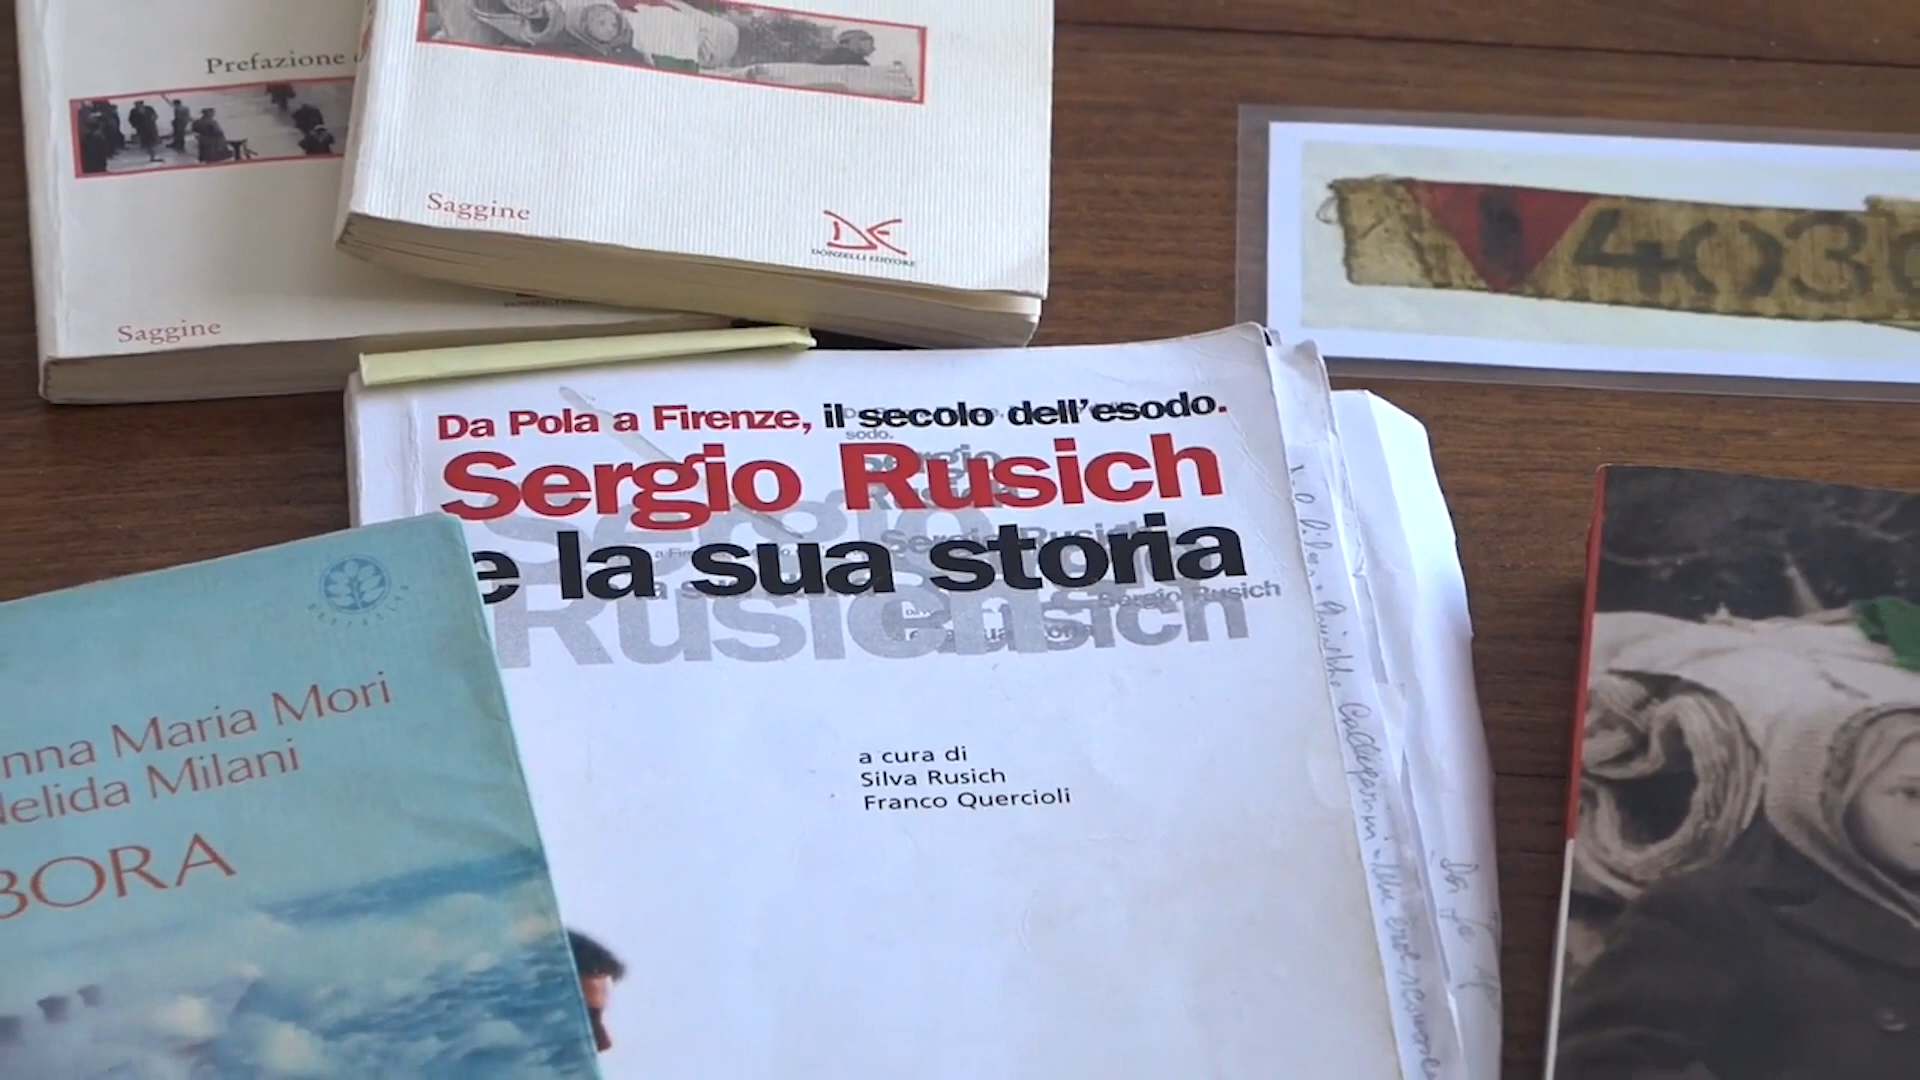 Prefazione
Saggine
DONZELLI EDITORE
Saggine
4030
Da Pola a Firenze, il secolo dell'esodo.
Sergio Rusich
e la sua storia
a cura di
Silva Rusich
Franco Quercioli
nna Maria Mori
elida Milani
BORA